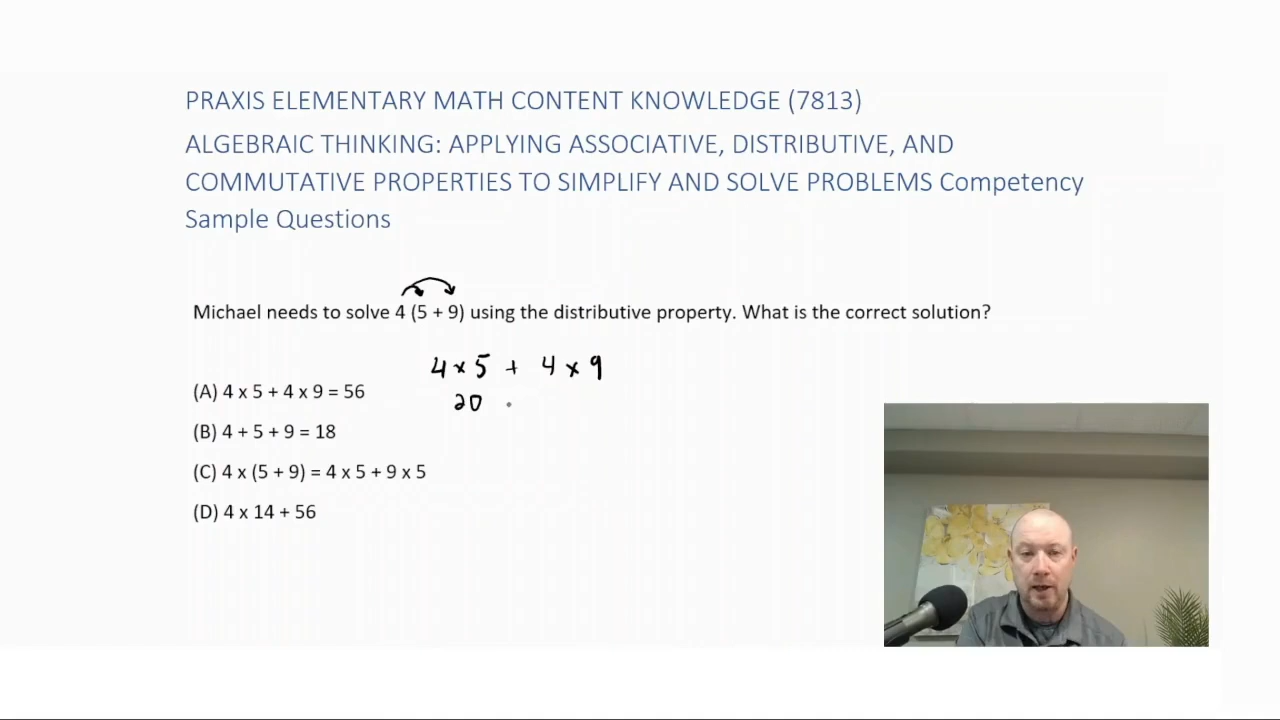 PRAXIS ELEMENTARY MATH CONTENT KNOWLEDGE (7813)
ALGEBRAIC THINKING: APPLYING ASSOCIATIVE, DISTRIBUTIVE, AND
COMMUTATIVE PROPERTIES TO SIMPLIFY AND SOLVE PROBLEMS Competency
Sample Questions
Michael needs to solve 4 (5 + 9) using the distributive property. What is the correct solution?
4 x 5 + 4 x 9
20
(A) 4 x 5 + 4 x 9 = 56
(B) 4 + 5 + 9 = 18
(C) 4 x (5 + 9) = 4 x 5 + 9 x 5
(D) 4 x 14 + 56